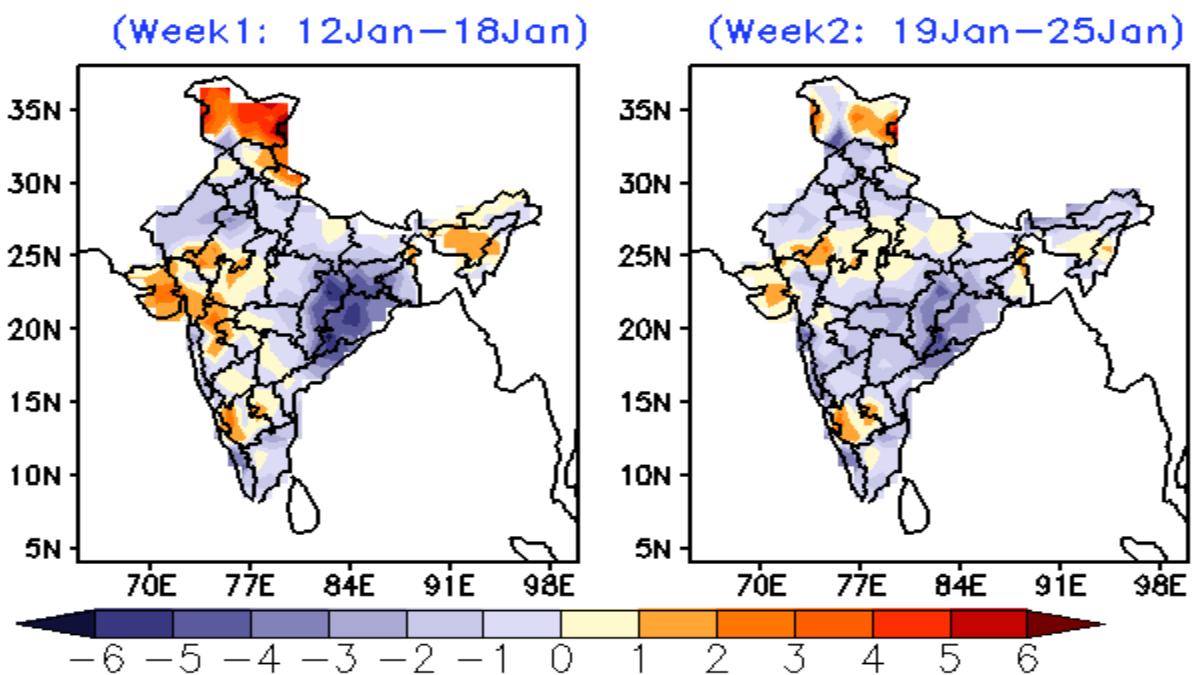 (Week1: 12Jan−18Jan) (Week2: 19Jan−25Jan)
35N
30N
25N
20N
15N
10N
5N
70E 77E 84E 91E 98E
35N
30N
25N
20N
15N
10N
5N
70E 77E 84E 91E 98E
−6 −5 −4 −3 −2 −1 0 1 2 3 4 5 6